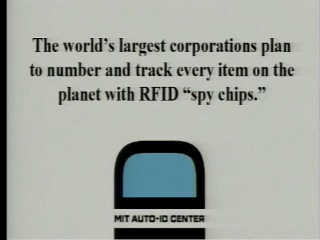 The world's largest corporations plan
to number and track every item on the
planet with RFID “spy chips.”
MIT AUTO-ID CENTER